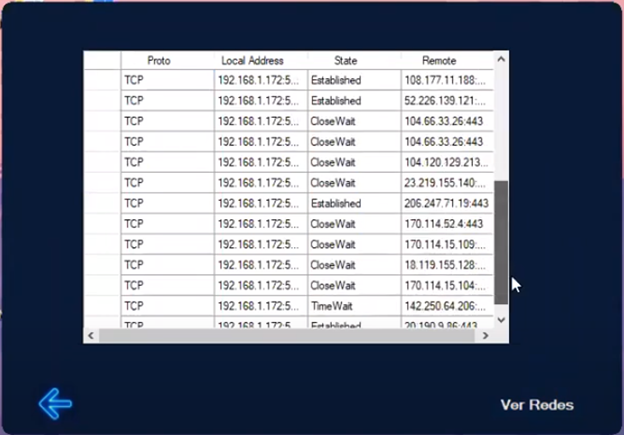 Proto Local Address State Remote
TCP 192.168.1.172:5... Established 108.177.11.188:...
TCP 192.168.1.172:5... Established 52.226.139.121:...
TCP 192.168.1.172:5... CloseWait 104.66.33.26:443
TCP 192.168.1.172:5... CloseWait 104.66.33.26:443
TCP 192.168.1.172:5... CloseWait 104.120.129.213...
TCP 192.168.1.172:5... CloseWait 23.219.155.140:...
TCP 192.168.1.172:5... Established 206.247.71.19:443
TCP 192.168.1.172:5... CloseWait 170.114.52.4:443
TCP 192.168.1.172:5... CloseWait 170.114.15.109:...
TCP 192.168.1.172:5... CloseWait 18.119.155.128:...
TCP 192.168.1.172:5... CloseWait 170.114.15.104:...
TCP 192.168.1.172:5... TimeWait 142.250.64.206:...
TCP 192.168.1.172:5... Established 20.190.9.86:443
Ver Redes